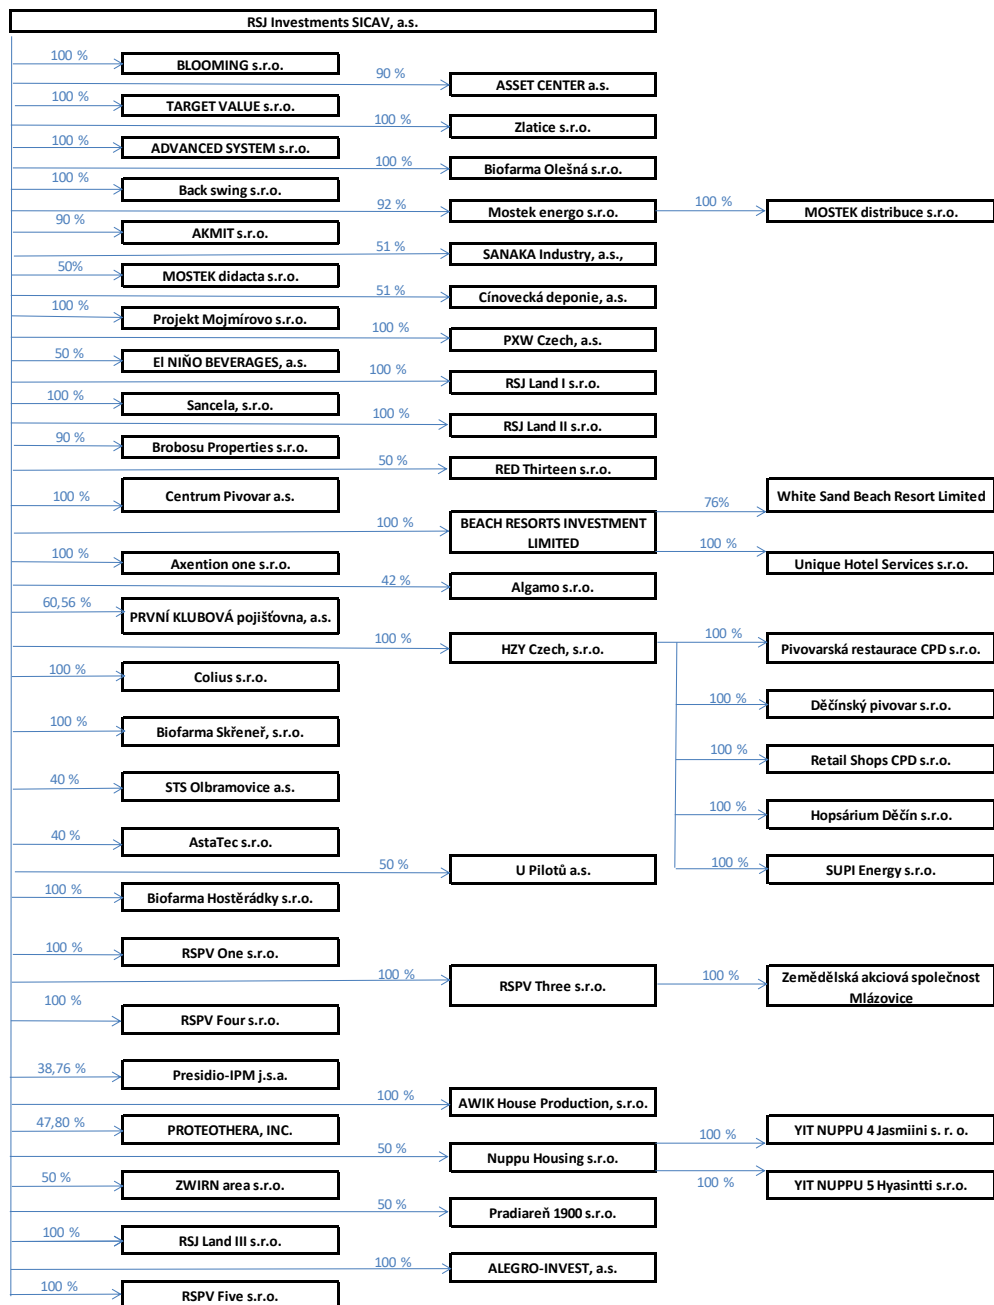 RSJ Investments SICAV, a.s.
100 %
BLOOMING s.r.o.
90 %
ASSET CENTER a.s.
100 %
TARGET VALUE s.r.o.
100 %
Zlatice s.r.o.
100 %
ADVANCED SYSTEM s.r.o.
100 %
Biofarma Olešná s.r.o.
100 %
Back swing s.r.o.
92 %
Mostek energo s.r.o.
100 %
MOSTEK distribuce s.r.o.
90 %
AKMIT s.r.o.
51 %
SANAKA Industry, a.s.,
50%
MOSTEK didacta s.r.o.
51 %
Cínovecká deponie, a.s.
100 %
Projekt Mojmírovo s.r.o.
100 %
PXW Czech, a.s.
50 %
El NIŇO BEVERAGES, a.s.
100 %
RSJ Land I s.r.o.
100 %
Sancela, s.r.o.
100 %
RSJ Land II s.r.o.
90 %
Brobosu Properties s.r.o.
50 %
RED Thirteen s.r.o.
100 %
Centrum Pivovar a.s.
100 %
BEACH RESORTS INVESTMENT
LIMITED
76%
White Sand Beach Resort Limited
100 %
Unique Hotel Services s.r.o.
100 %
Axention one s.r.o.
42 %
Algamo s.r.o.
60,56 %
PRVNÍ KLUBOVÁ pojišťovna, a.s.
100 %
HZY Czech, s.r.o.
100 %
Pivovarská restaurace CPD s.r.o.
100 %
Colius s.r.o.
100 %
Děčínský pivovar s.r.o.
100 %
Biofarma Skřeneř, s.r.o.
100 %
Retail Shops CPD s.r.o.
40 %
STS Olbramovice a.s.
100 %
Hopsárium Děčín s.r.o.
40 %
AstaTec s.r.o.
50 %
U Pilotů a.s.
100 %
SUPI Energy s.r.o.
100 %
Biofarma Hostěrádky s.r.o.
100 %
RSPV One s.r.o.
100 %
RSPV Three s.r.o.
100 %
Zemědělská akciová společnost
Mlázovice
100 %
RSPV Four s.r.o.
38,76 %
Presidio-IPM j.s.a.
100 %
AWIK House Production, s.r.o.
47,80 %
PROTEOTHERA, INC.
50 %
Nuppu Housing s.r.o.
100 %
YIT NUPPU 4 Jasmiini s. r. o.
100 %
YIT NUPPU 5 Hyasintti s.r.o.
50 %
ZWIRN area s.r.o.
50 %
Pradiareň 1900 s.r.o.
100 %
RSJ Land III s.r.o.
100 %
ALEGRO-INVEST, a.s.
100 %
RSPV Five s.r.o.